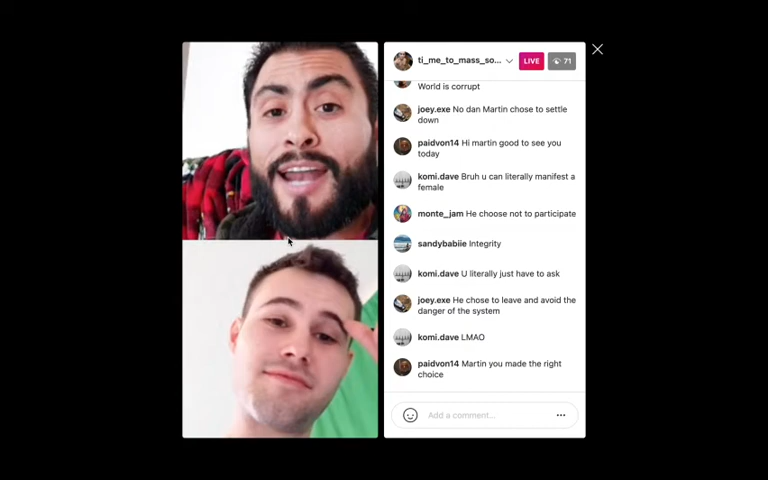 ti_me_to_mass_so...
LIVE
71
World is corrupt
joey.exe No dan Martin chose to settle
down
paidvon14 Hi martin good to see you
today
komi.dave Bruh u can literally manifest a
female
monte_jam He choose not to participate
sandybabiie Integrity
komi.dave U literally just have to ask
joey.exe He chose to leave and avoid the
danger of the system
komi.dave LMAO
paidvon14 Martin you made the right
choice
Add a comment...